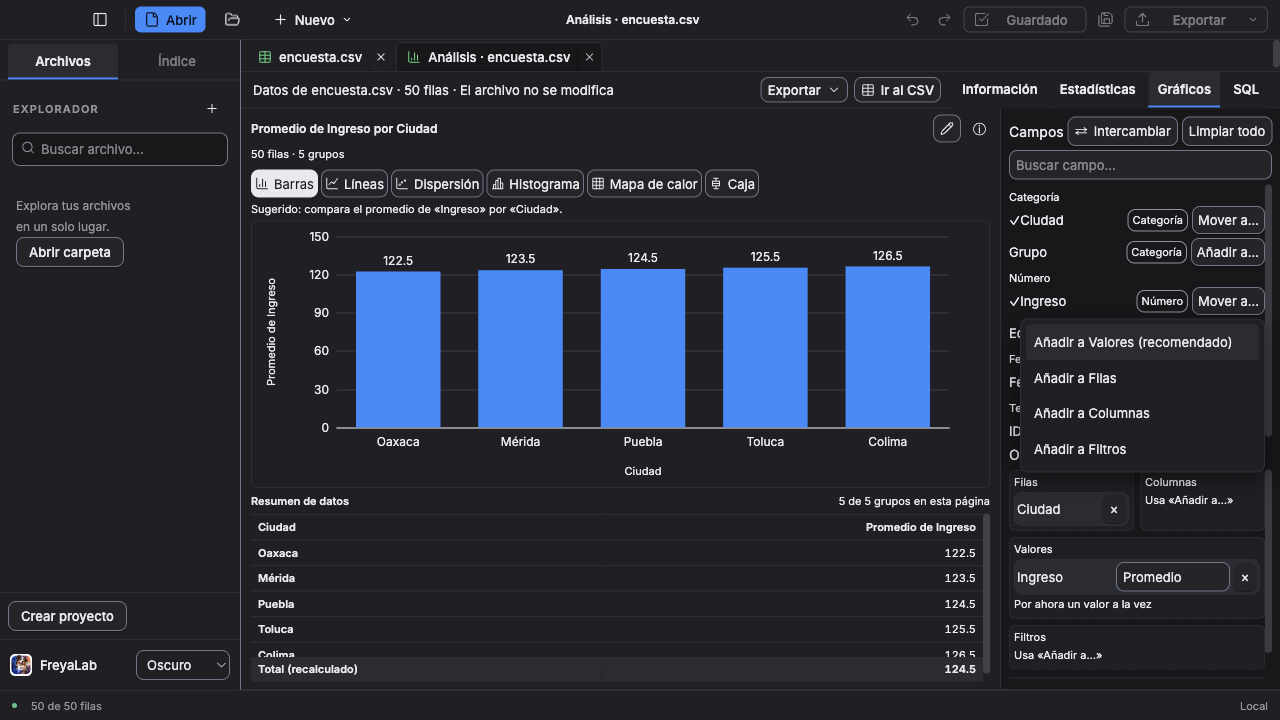 Abrir
Nuevo
Análisis · encuesta.csv
Guardado
Exportar
Archivos
Índice
encuesta.csv
Análisis · encuesta.csv
EXPLORADOR
Buscar archivo...
Explora tus archivos
en un solo lugar.
Abrir carpeta
Crear proyecto
FreyaLab
Oscuro
Datos de encuesta.csv · 50 filas · El archivo no se modifica
Exportar
Ir al CSV
Información
Estadísticas
Gráficos
SQL
Promedio de Ingreso por Ciudad
50 filas · 5 grupos
Barras
Líneas
Dispersión
Histograma
Mapa de calor
Caja
Sugerido: compara el promedio de «Ingreso» por «Ciudad».
150
120
90
60
30
0
Promedio de Ingreso
122.5
123.5
124.5
125.5
126.5
Oaxaca
Mérida
Puebla
Toluca
Colima
Ciudad
Resumen de datos
5 de 5 grupos en esta página
Ciudad Promedio de Ingreso
Oaxaca 122.5
Mérida 123.5
Puebla 124.5
Toluca 125.5
Colima 126.5
Total (recalculado) 124.5
Campos
Intercambiar
Limpiar todo
Buscar campo...
Categoría
✓Ciudad Categoría Mover a...
Grupo Categoría Añadir a...
Número
✓Ingreso Número Mover a...
Añadir a Valores (recomendado)
Añadir a Filas
Añadir a Columnas
Añadir a Filtros
Filas
Ciudad ×
Columnas
Usa «Añadir a...»
Valores
Ingreso Promedio ×
Por ahora un valor a la vez
Filtros
Usa «Añadir a...»
50 de 50 filas
Local